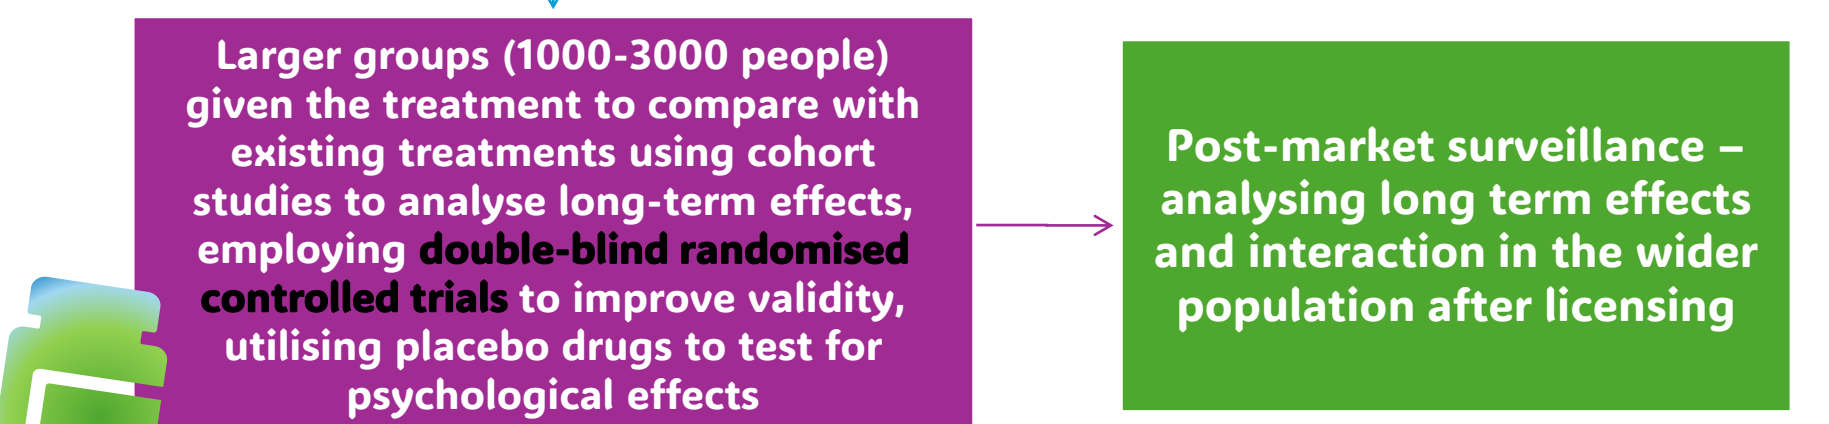 Larger groups (1000-3000 people)
given the treatment to compare with
existing treatments using cohort
studies to analyse long-term effects,
employing double-blind randomised
controlled trials to improve validity,
utilising placebo drugs to test for
psychological effects
Post-market surveillance –
analysing long term effects
and interaction in the wider
population after licensing